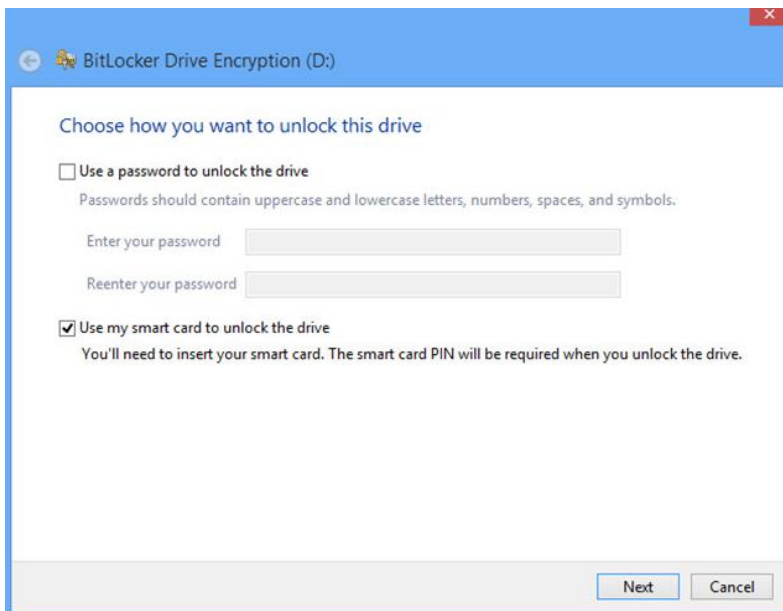 BitLocker Drive Encryption (D:)
Choose how you want to unlock this drive
Use a password to unlock the drive
Passwords should contain uppercase and lowercase letters, numbers, spaces, and symbols.
Enter your password
Reenter your password
Use my smart card to unlock the drive
You'll need to insert your smart card. The smart card PIN will be required when you unlock the drive.
Next Cancel